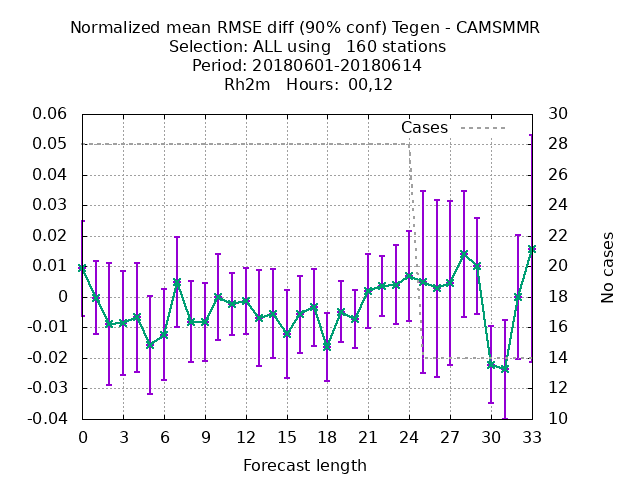 Normalized mean RMSE diff (90% conf) Tegen - CAMSMMR
Selection: ALL using   160 stations
Period: 20180601-20180614
Rh2m   Hours:  00,12
0.06
0.05
0.04
0.03
0.02
0.01
0
-0.01
-0.02
-0.03
-0.04
Cases
30
28
26
24
22
20
18
16
14
12
10
No cases
0 3 6 9 12 15 18 21 24 27 30 33
Forecast length